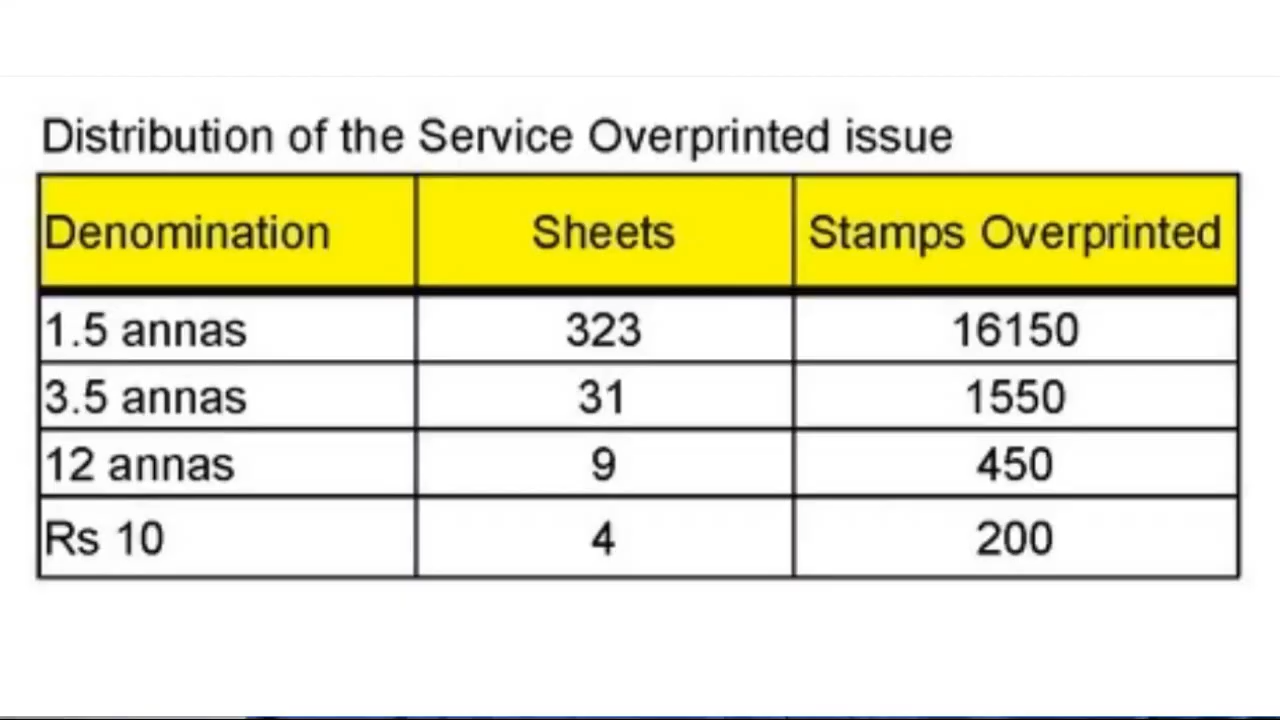 Distribution of the Service Overprinted issue
Denomination Sheets Stamps Overprinted
1.5 annas 323 16150
3.5 annas 31 1550
12 annas 9 450
Rs 10 4 200